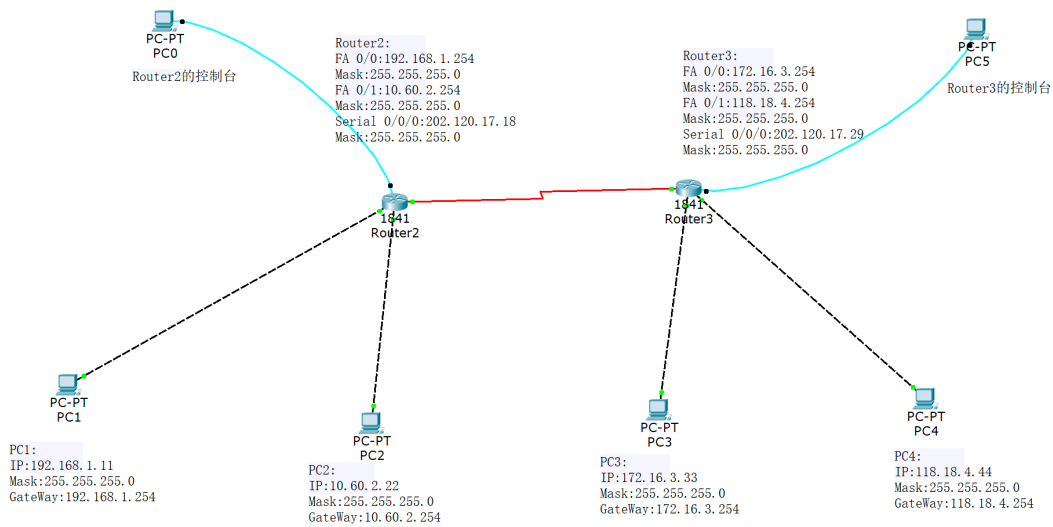 PC-PT
PC0
Router2的控制台
Router2:
FA 0/0:192.168.1.254
Mask:255.255.255.0
FA 0/1:10.60.2.254
Mask:255.255.255.0
Serial 0/0/0:202.120.17.18
Mask:255.255.255.0
Router3:
FA 0/0:172.16.3.254
Mask:255.255.255.0
FA 0/1:118.18.4.254
Mask:255.255.255.0
Serial 0/0/0:202.120.17.29
Mask:255.255.255.0
PC-PT
PC5
Router3的控制台
1841
Router2
1841
Router3
PC-PT
PC1
PC1:
IP:192.168.1.11
Mask:255.255.255.0
GateWay:192.168.1.254
PC-PT
PC2
PC2:
IP:10.60.2.22
Mask:255.255.255.0
GateWay:10.60.2.254
PC-PT
PC3
PC3:
IP:172.16.3.33
Mask:255.255.255.0
GateWay:172.16.3.254
PC-PT
PC4
PC4:
IP:118.18.4.44
Mask:255.255.255.0
GateWay:118.18.4.254